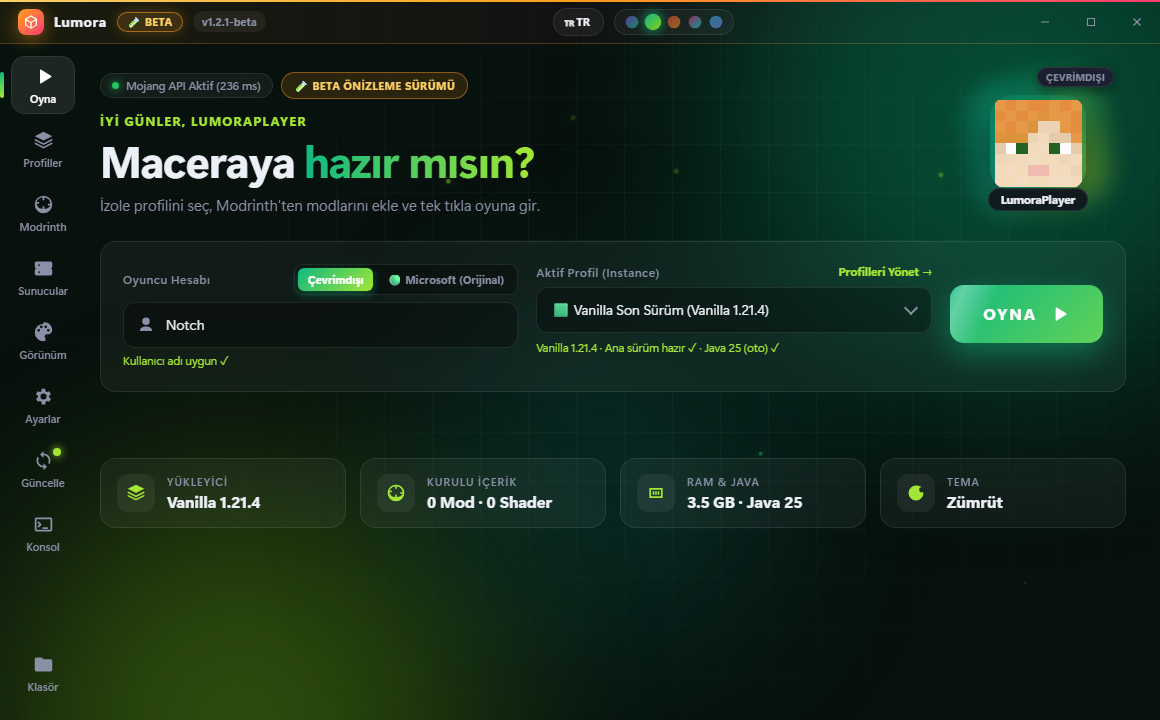 Lumora
BETA
v1.2.1-beta
TR TR
Oyna
Profiller
Modrinth
Sunucular
Görünüm
Ayarlar
Güncelle
Konsol
Klasör
Mojang API Aktif (236 ms)
BETA ÖNİZLEME SÜRÜMÜ
İYİ GÜNLER, LUMORAPLAYER
Maceraya hazır mısın?
İzole profilini seç, Modrinth'ten modlarını ekle ve tek tıkla oyuna gir.
ÇEVRİMDIŞI
LumoraPlayer
Oyuncu Hesabı
Çevrimdışı
Microsoft (Orijinal)
Notch
Kullanıcı adı uygun ✓
Aktif Profil (Instance)
Profilleri Yönet →
Vanilla Son Sürüm (Vanilla 1.21.4)
Vanilla 1.21.4 · Ana sürüm hazır ✓ · Java 25 (oto) ✓
OYNA
YÜKLEYİCİ
Vanilla 1.21.4
KURULU İÇERİK
0 Mod · 0 Shader
RAM & JAVA
3.5 GB · Java 25
TEMA
Zümrüt